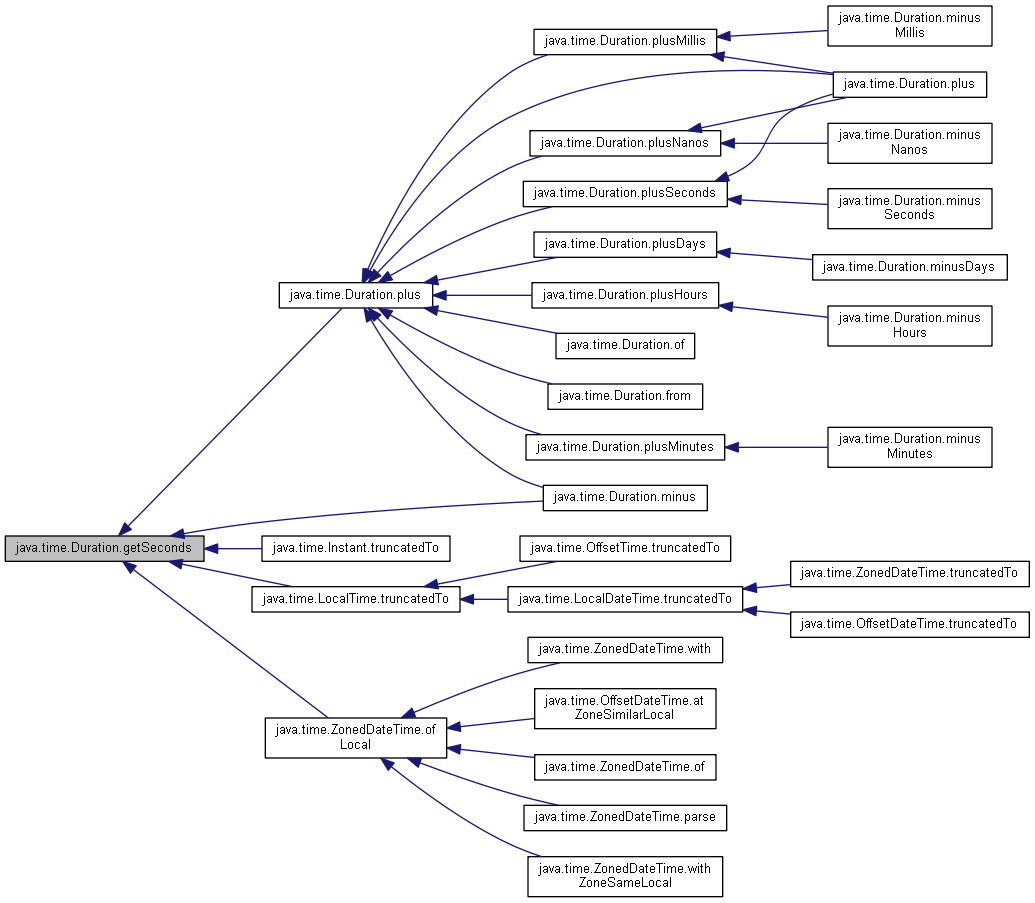 java.time.Duration.minus
Millis
java.time.Duration.plusMillis
java.time.Duration.plus
java.time.Duration.minus
Nanos
java.time.Duration.plusNanos
java.time.Duration.plusSeconds
java.time.Duration.minus
Seconds
java.time.Duration.plusDays
java.time.Duration.minusDays
java.time.Duration.plus
java.time.Duration.plusHours
java.time.Duration.minus
Hours
java.time.Duration.of
java.time.Duration.from
java.time.Duration.plusMinutes
java.time.Duration.minus
Minutes
java.time.Duration.minus
java.time.Duration.getSeconds
java.time.Instant.truncatedTo
java.time.OffsetTime.truncatedTo
java.time.LocalTime.truncatedTo
java.time.LocalDateTime.truncatedTo
java.time.ZonedDateTime.truncatedTo
java.time.OffsetDateTime.truncatedTo
java.time.ZonedDateTime.with
java.time.OffsetDateTime.at
ZoneSimilarLocal
java.time.ZonedDateTime.of
Local
java.time.ZonedDateTime.of
java.time.ZonedDateTime.parse
java.time.ZonedDateTime.with
ZoneSameLocal